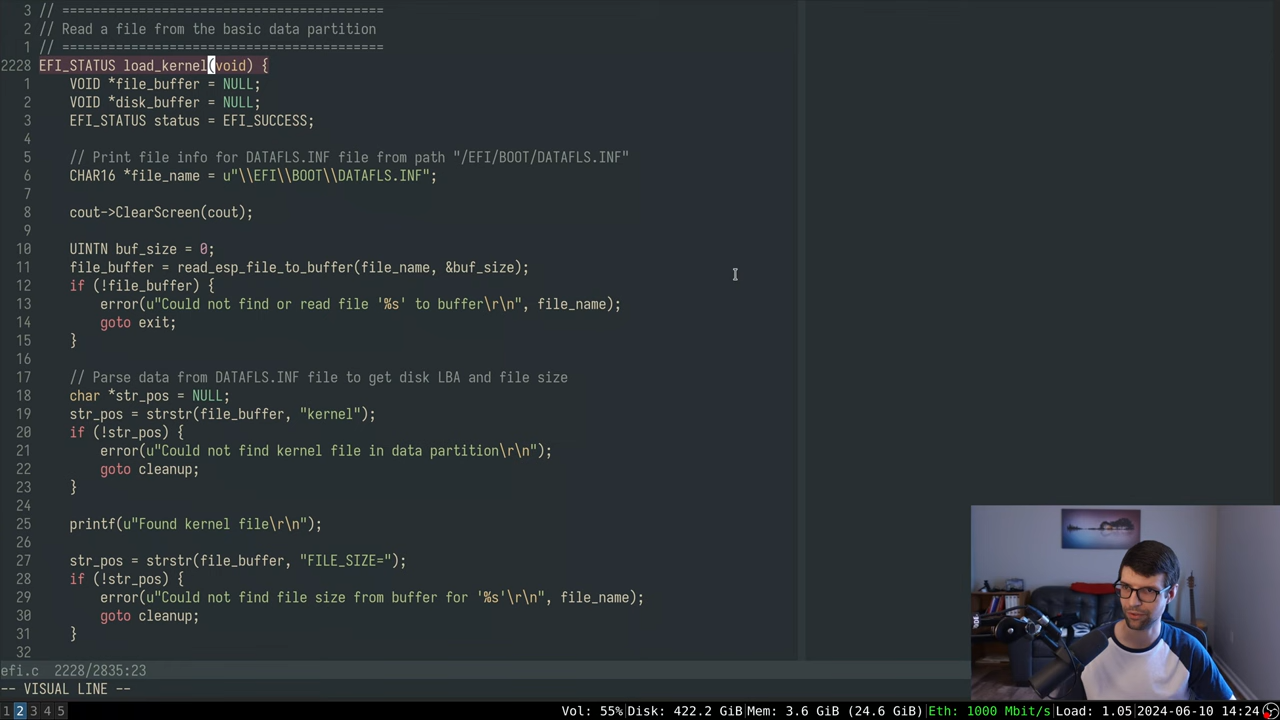 3 // ==========================================
2 // Read a file from the basic data partition
1 // ==========================================
2228 EFI_STATUS load_kernel(void) {
1 VOID *file_buffer = NULL;
2 VOID *disk_buffer = NULL;
3 EFI_STATUS status = EFI_SUCCESS;
4
5 // Print file info for DATAFLS.INF file from path "/EFI/BOOT/DATAFLS.INF"
6 CHAR16 *file_name = u"\\EFI\\BOOT\\DATAFLS.INF";
7
8 cout->ClearScreen(cout);
9
10 UINTN buf_size = 0;
11 file_buffer = read_esp_file_to_buffer(file_name, &buf_size);
12 if (!file_buffer) {
13 error(u"Could not find or read file '%s' to buffer\r\n", file_name);
14 goto exit;
15 }
16
17 // Parse data from DATAFLS.INF file to get disk LBA and file size
18 char *str_pos = NULL;
19 str_pos = strstr(file_buffer, "kernel");
20 if (!str_pos) {
21 error(u"Could not find kernel file in data partition\r\n");
22 goto cleanup;
23 }
24
25 printf(u"Found kernel file\r\n");
26
27 str_pos = strstr(file_buffer, "FILE_SIZE=");
28 if (!str_pos) {
29 error(u"Could not find file size from buffer for '%s'\r\n", file_name);
30 goto cleanup;
31 }
32
efi.c 2228/2835:23
-- VISUAL LINE --
1 2 3 4 5 Vol: 55%|Disk: 422.2 GiB|Mem: 3.6 GiB (24.6 GiB)|Eth: 1000 Mbit/s|Load: 1.05|2024-06-10 14:24